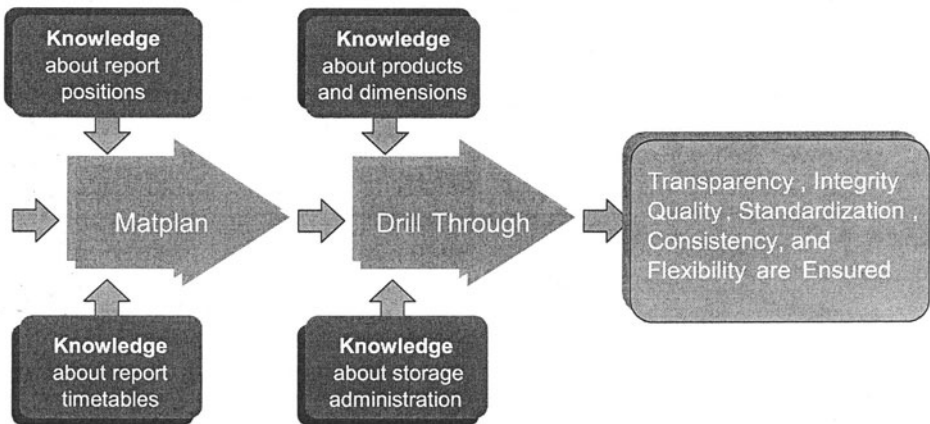 Knowledge
about report
positions
Knowledge
about products
and dimensions
Matplan
Drill Through
Transparency , Integrity
Quality , Standardization ,
Consistency, and
Flexibility are Ensured
Knowledge
about report
timetables
Knowledge
about storage
administration